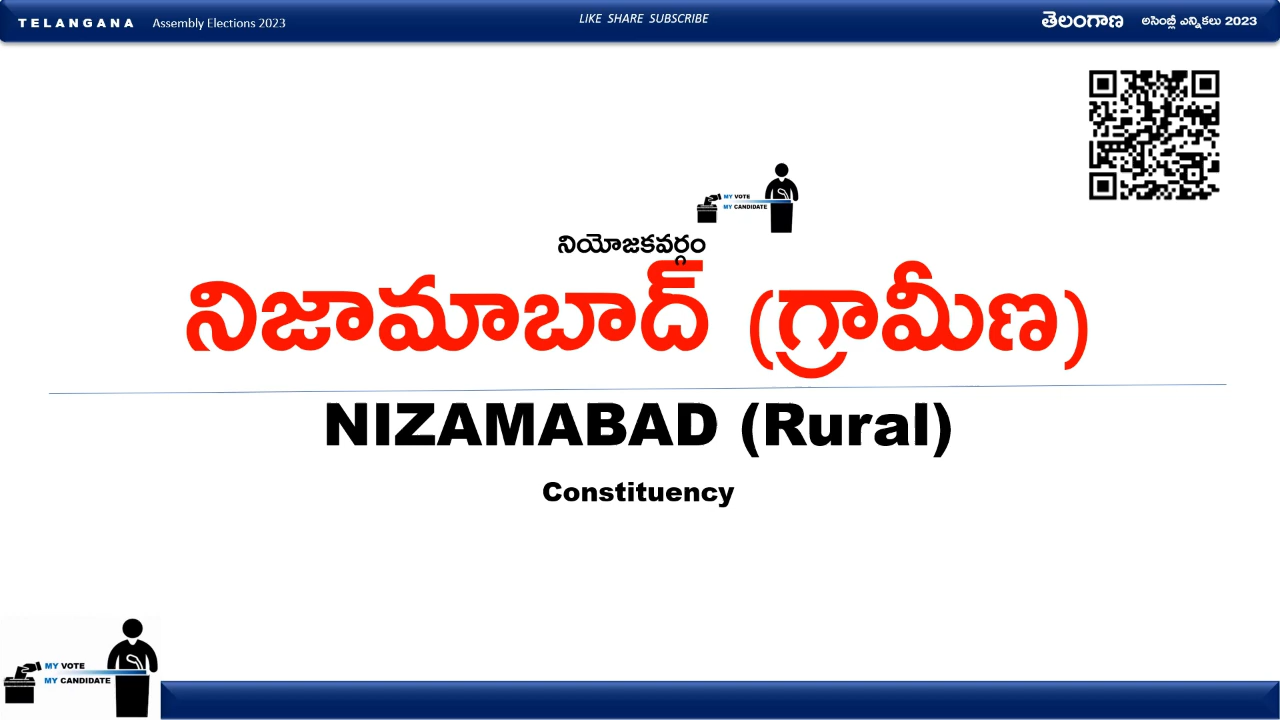 TELANGANA Assembly Elections 2023 LIKE SHARE SUBSCRIBE తెలంగాణ అసెంబ్లీ ఎన్నికలు 2023
MY VOTE
MY CANDIDATE
నియోజకవర్గం
నిజామాబాద్ (గ్రామీణ)
NIZAMABAD (Rural)
Constituency
MY VOTE
MY CANDIDATE